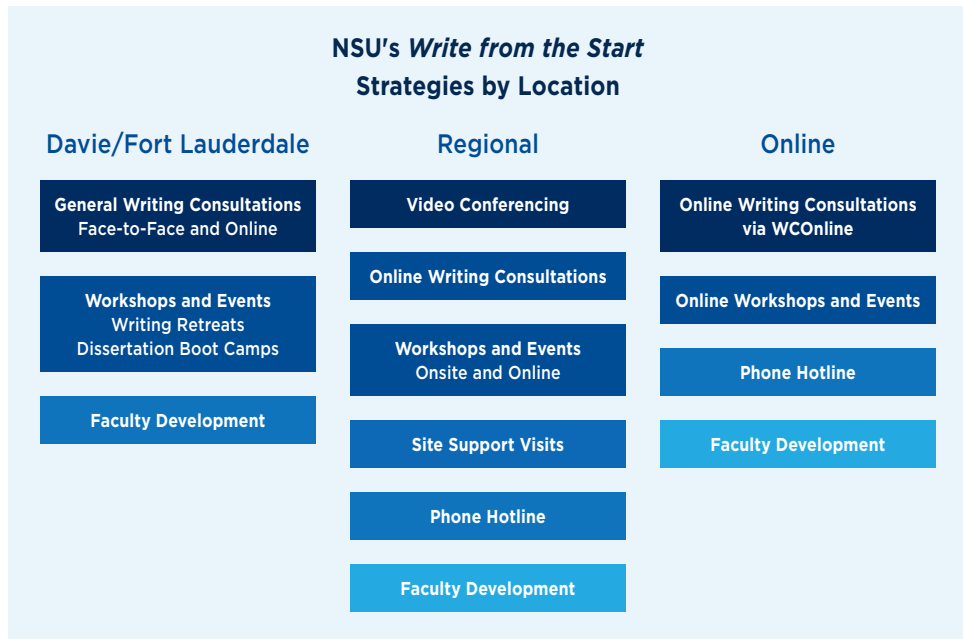 NSU's Write from the Start
Strategies by Location
Davie/Fort Lauderdale
General Writing Consultations
Face-to-Face and Online
Workshops and Events
Writing Retreats
Dissertation Boot Camps
Faculty Development
Regional
Video Conferencing
Online Writing Consultations
Workshops and Events
Onsite and Online
Site Support Visits
Phone Hotline
Faculty Development
Online
Online Writing Consultations
via WCOnline
Online Workshops and Events
Phone Hotline
Faculty Development